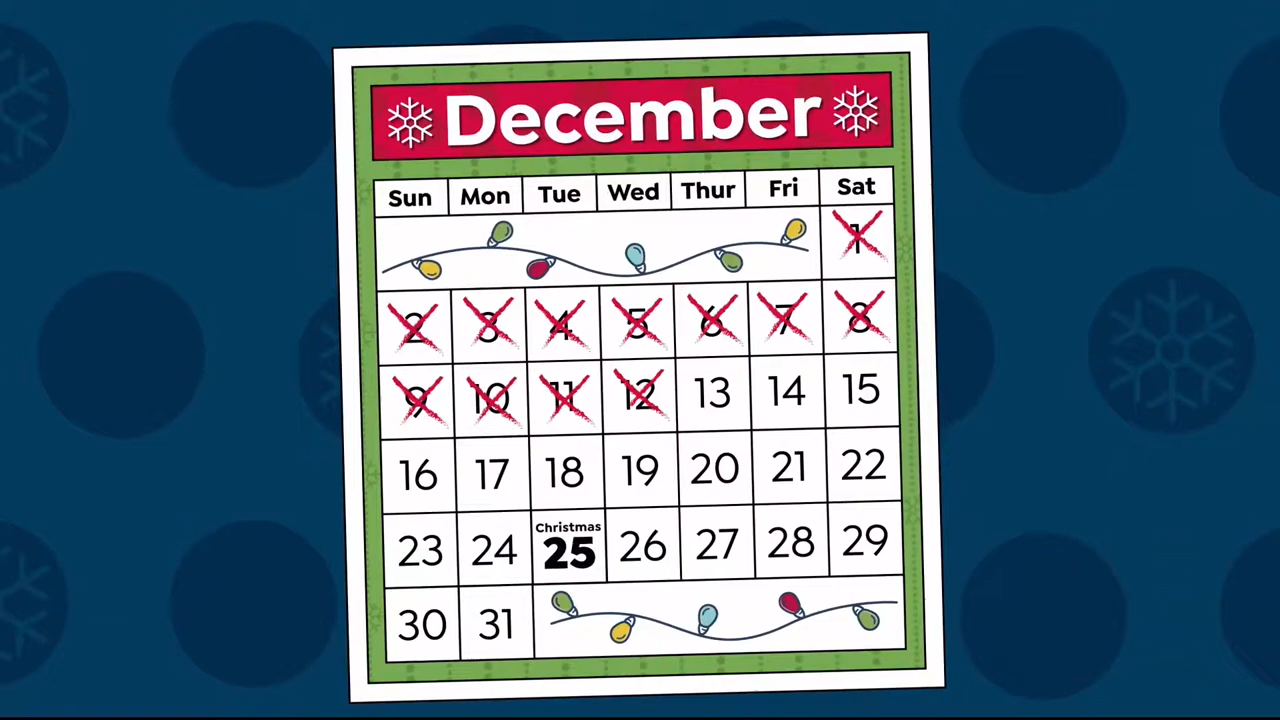 December
Sun Mon Tue Wed Thur Fri Sat
1
2 3 4 5 6 7 8
9 10 11 12 13 14 15
16 17 18 19 20 21 22
Christmas
23 24 25 26 27 28 29
30 31